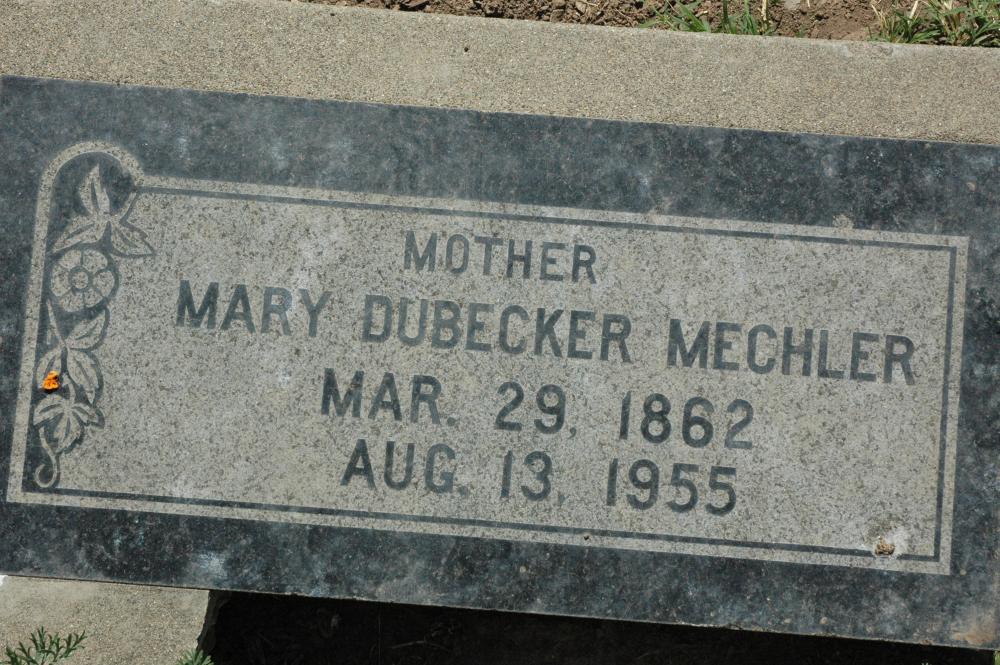 MOTHER
MARY DUBECKER MECHLER
MAR. 29, 1862
AUG. 13, 1955